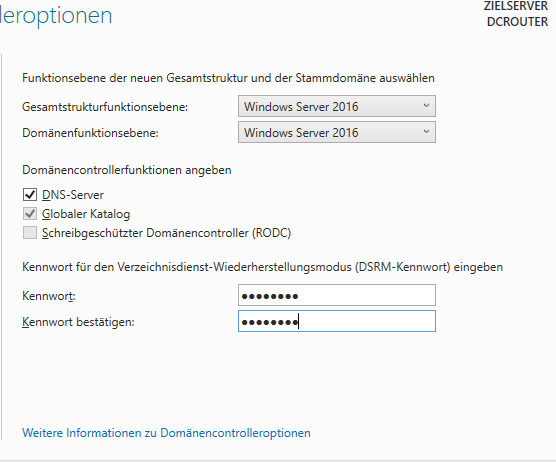 leroptionen
ZIELSERVER
DCROUTER
Funktionsebene der neuen Gesamtstruktur und der Stammdomäne auswählen
Gesamtstrukturfunktionsebene: Windows Server 2016
Domänenfunktionsebene: Windows Server 2016
Domänencontrollerfunktionen angeben
DNS-Server
Globaler Katalog
Schreibgeschützter Domänencontroller (RODC)
Kennwort für den Verzeichnisdienst-Wiederherstellungsmodus (DSRM-Kennwort) eingeben
Kennwort: ●●●●●●●●
Kennwort bestätigen: ●●●●●●●●
Weitere Informationen zu Domänencontrolleroptionen